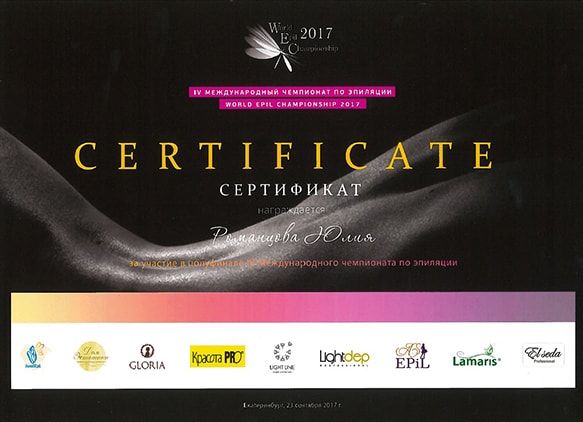 World
Epil 2017
Championship
IV МЕЖДУНАРОДНЫЙ ЧЕМПИОНАТ ПО ЭПИЛЯЦИИ
WORLD EPIL CHAMPIONSHIP 2017
CERTIFICATE
СЕРТИФИКАТ
награждается
Романцова Юлия
за участие в полуфинале IV Международного чемпионата по эпиляции
GLORIA
Красота PRO
LIGHT LINE
Lightdep
PROFESSIONAL
EPiL
Lamaris
El seda
Professional
Екатеринбург, 23 сентября 2017 г.